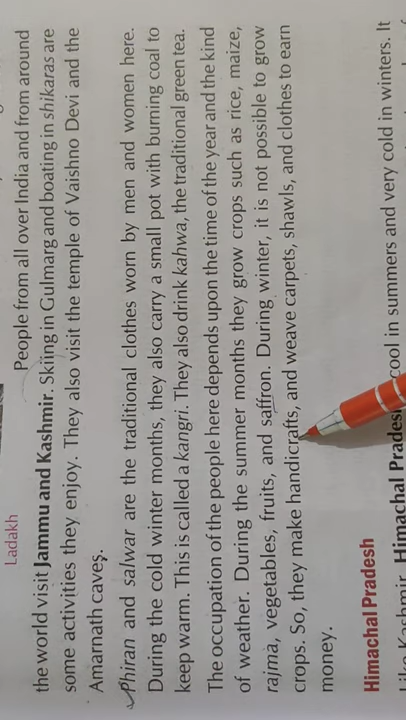 Ladakh
People from all over India and from around
the world visit Jammu and Kashmir. Skiing in Gulmarg and boating in shikaras are
some activities they enjoy. They also visit the temple of Vaishno Devi and the
Amarnath caves.
Phiran and salwar are the traditional clothes worn by men and women here.
During the cold winter months, they also carry a small pot with burning coal to
keep warm. This is called a kangri. They also drink kahwa, the traditional green tea.
The occupation of the people here depends upon the time of the year and the kind
of weather. During the summer months they grow crops such as rice, maize,
rajma, vegetables, fruits, and saffron. During winter, it is not possible to grow
crops. So, they make handicrafts, and weave carpets, shawls, and clothes to earn
money.
Himachal Pradesh
Like Kashmir, Himachal Pradesh cool in summers and very cold in winters. It